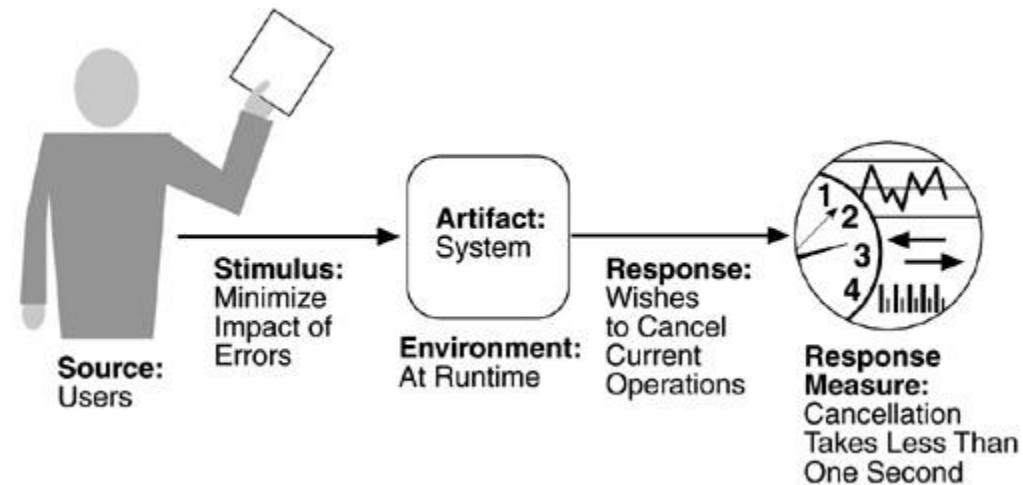 Source:
Users
Stimulus:
Minimize
Impact of
Errors
Artifact:
System
Environment:
At Runtime
Response:
Wishes
to Cancel
Current
Operations
1
2
3
4
Response
Measure:
Cancellation
Takes Less Than
One Second